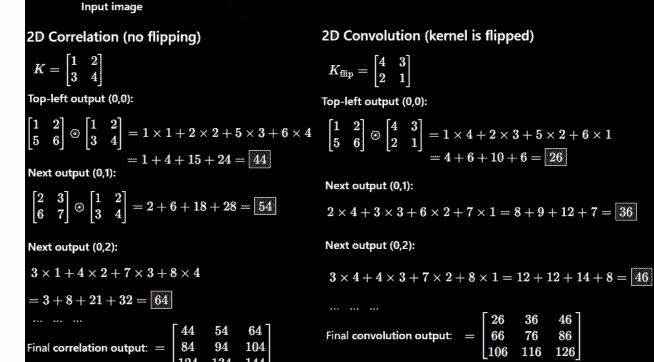 Input image
2D Correlation (no flipping)
K = [1 2
3 4]
Top-left output (0,0):
[1 2
5 6] ⊙ [1 2
3 4] = 1 × 1 + 2 × 2 + 5 × 3 + 6 × 4
= 1 + 4 + 15 + 24 = 44
Next output (0,1):
[2 3
6 7] ⊙ [1 2
3 4] = 2 + 6 + 18 + 28 = 54
Next output (0,2):
3 × 1 + 4 × 2 + 7 × 3 + 8 × 4
= 3 + 8 + 21 + 32 = 64
... ... ...
Final correlation output: = [44 54 64
84 94 104
124 134 144
2D Convolution (kernel is flipped)
K_flip = [4 3
2 1]
Top-left output (0,0):
[1 2
5 6] ⊙ [4 3
2 1] = 1 × 4 + 2 × 3 + 5 × 2 + 6 × 1
= 4 + 6 + 10 + 6 = 26
Next output (0,1):
2 × 4 + 3 × 3 + 6 × 2 + 7 × 1 = 8 + 9 + 12 + 7 = 36
Next output (0,2):
3 × 4 + 4 × 3 + 7 × 2 + 8 × 1 = 12 + 12 + 14 + 8 = 46
... ... ...
Final convolution output: = [26 36 46
66 76 86
106 116 126]